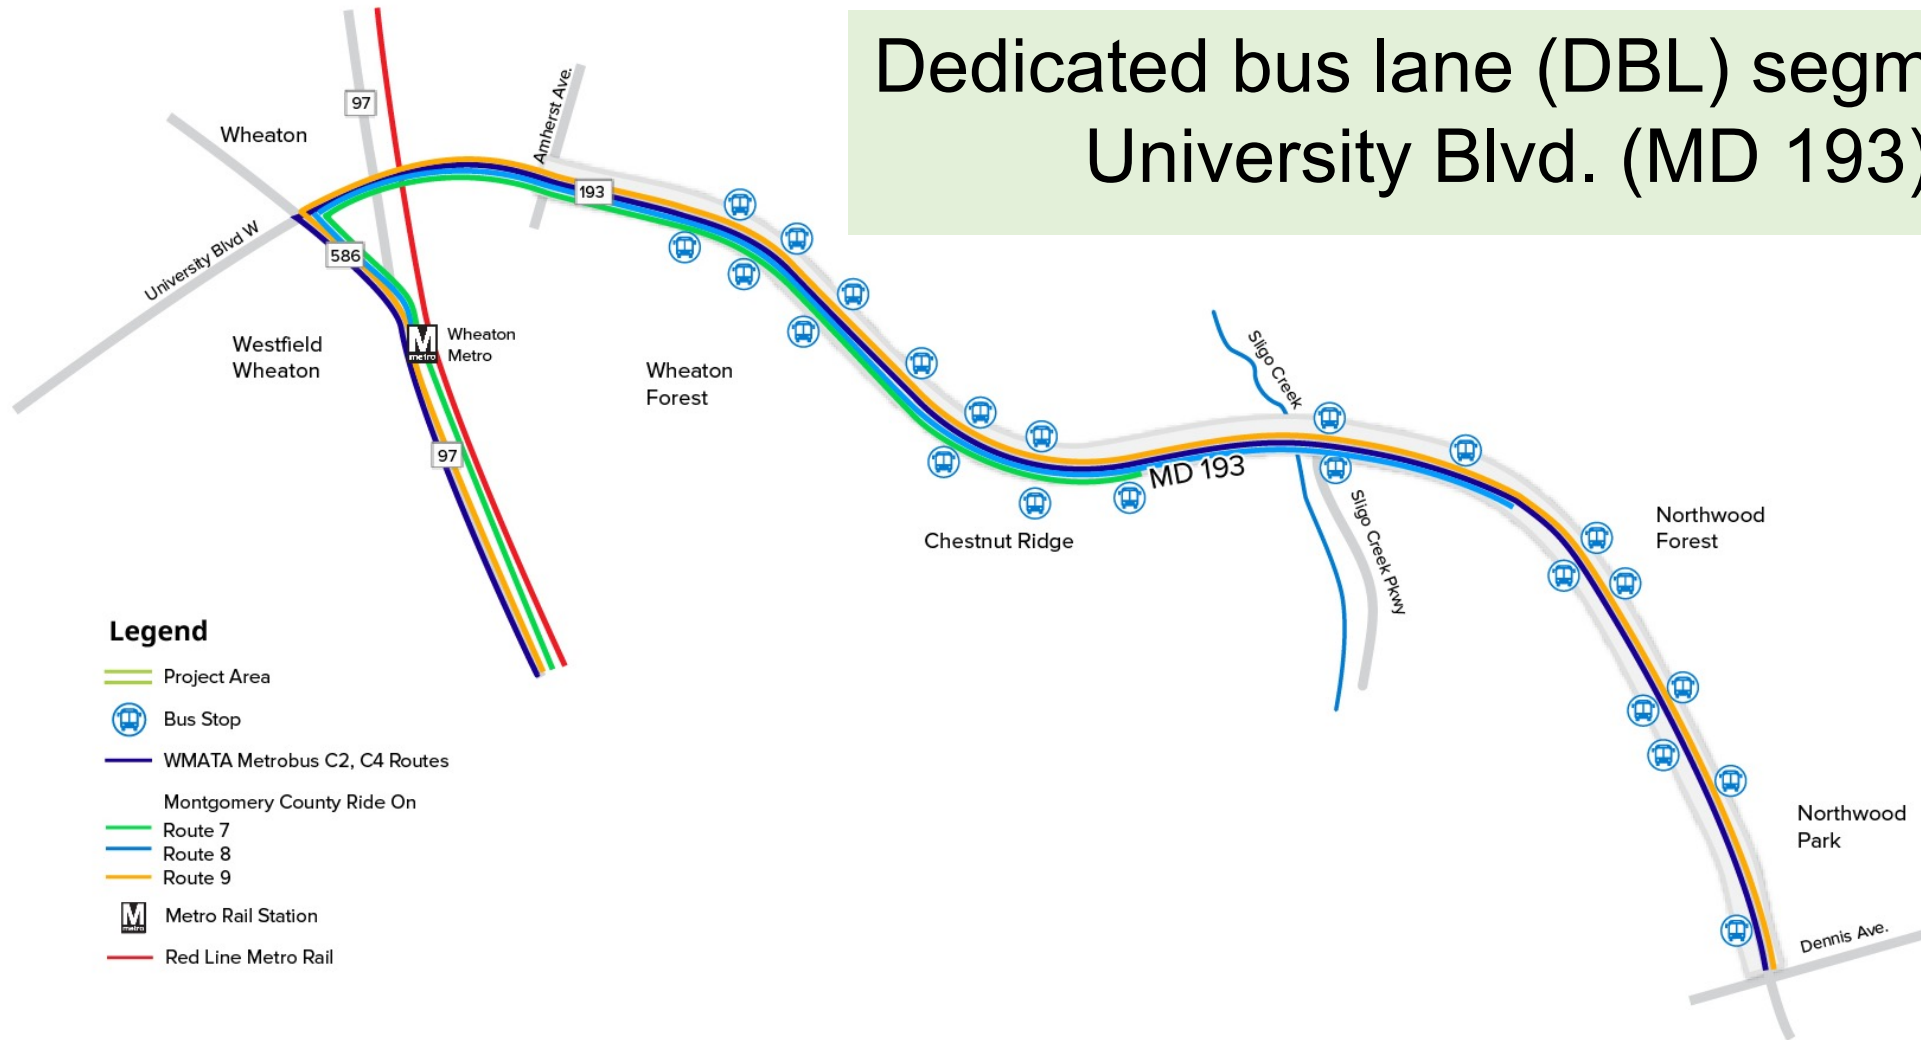 Dedicated bus lane (DBL) segm
University Blvd. (MD 193)
97
Wheaton
Amherst Ave.
193
University Blvd W
586
Westfield
Wheaton
M
metro
Wheaton
Metro
97
Wheaton
Forest
Sligo Creek
MD 193
Chestnut Ridge
Sligo Creek Pkwy
Northwood
Forest
Northwood
Park
Dennis Ave.
Legend
Project Area
Bus Stop
WMATA Metrobus C2, C4 Routes
Montgomery County Ride On
Route 7
Route 8
Route 9
M
metro
Metro Rail Station
Red Line Metro Rail